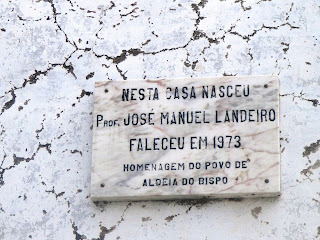 NESTA CASA NASCEU
PROF. JOSÉ MANUEL LANDEIRO
FALECEU EM 1973
HOMENAGEM DO POVO DE
ALDEIA DO BISPO